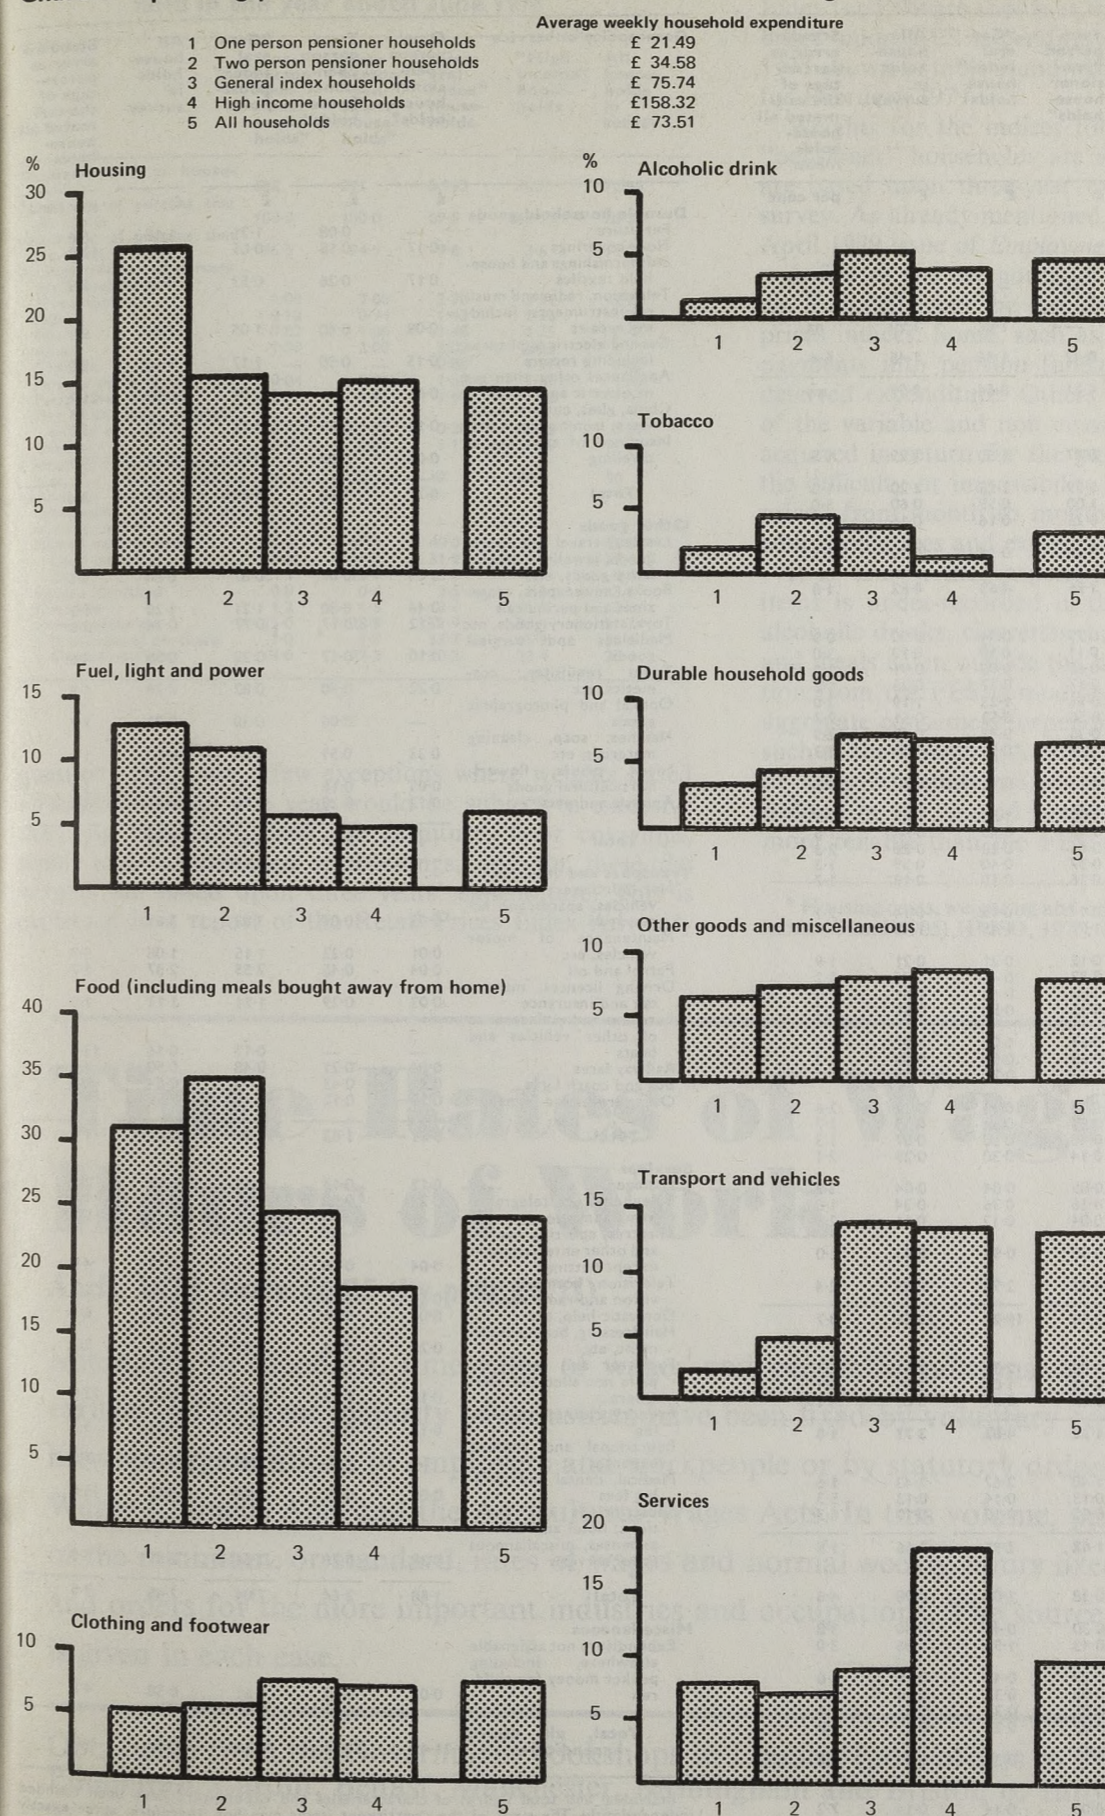 Average weekly household expenditure
1 One person pensioner households £ 21.49
2 Two person pensioner households £ 34.58
3 General index households £ 75.74
4 High income households £158.32
5 All households £ 73.51
% Housing
30
25
20
15
10
5
1 2 3 4 5
Fuel, light and power
15
10
5
1 2 3 4 5
Food (including meals bought away from home)
40
35
30
25
20
15
10
5
1 2 3 4 5
Clothing and footwear
10
5
1 2 3 4 5
% Alcoholic drink
10
5
1 2 3 4 5
Tobacco
10
5
1 2 3 4 5
Durable household goods
10
5
1 2 3 4 5
Other goods and miscellaneous
10
5
1 2 3 4 5
Transport and vehicles
15
10
5
1 2 3 4 5
Services
20
15
10
5
1 2 3 4 5